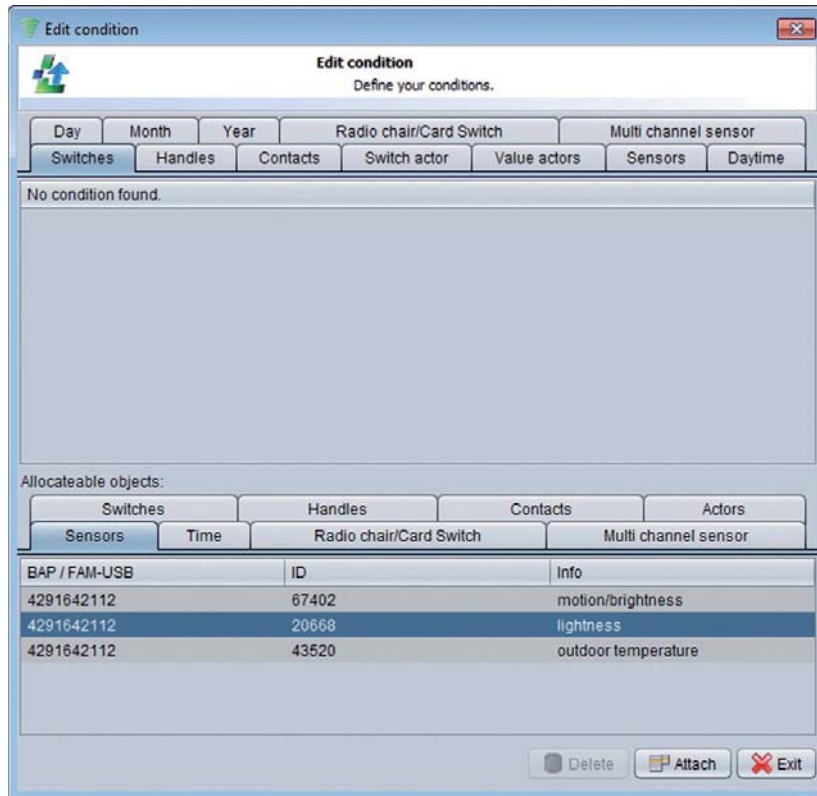 Edit condition
Edit condition
Define your conditions.
Day Month Year Radio chair/Card Switch Multi channel sensor
Switches Handles Contacts Switch actor Value actors Sensors Daytime
No condition found.
Allocateable objects:
Switches Handles Contacts Actors
Sensors Time Radio chair/Card Switch Multi channel sensor
BAP / FAM-USB ID Info
4291642112 67402 motion/brightness
4291642112 20668 lightness
4291642112 43520 outdoor temperature
Delete Attach Exit